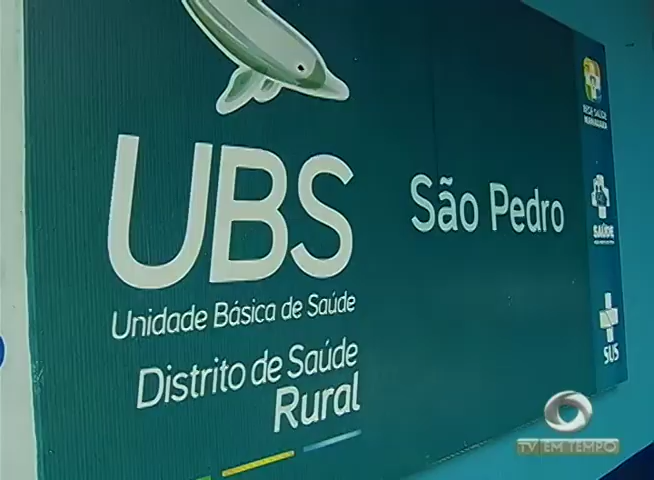 UBS
Unidade Básica de Saúde
Distrito de Saúde
Rural
São Pedro
SAÚDE
SUS
TV EM TEMPO